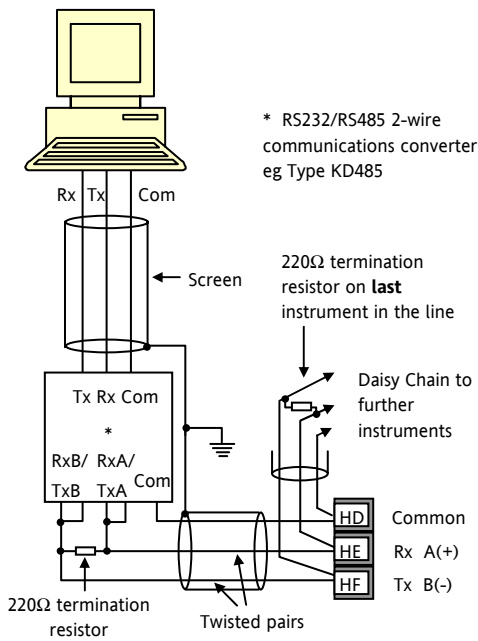 * RS232/RS485 2-wire
communications converter
eg Type KD485
Rx Tx Com
Screen
220Ω termination
resistor on last
instrument in the line
Daisy Chain to
further
instruments
Tx Rx Com
*
RxB/ RxA/
TxB TxA Com
HD Common
HE Rx A(+)
HF Tx B(-)
220Ω termination
resistor
Twisted pairs